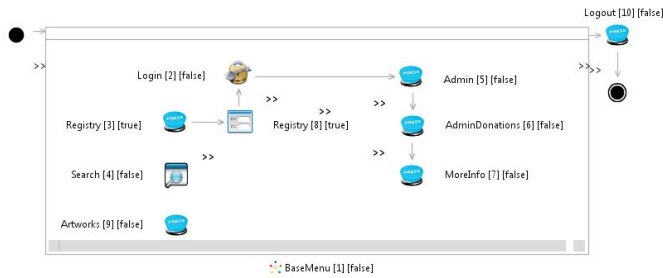 Logout [10] [false]
>>
>>
>>
Login [2] [false]
Admin [5] [false]
>>
>>
>>
Registry [3] [true]
Registry [8] [true]
AdminDonations [6] [false]
>>
>>
Search [4] [false]
MoreInfo [7] [false]
Artworks [9] [false]
BaseMenu [1] [false]